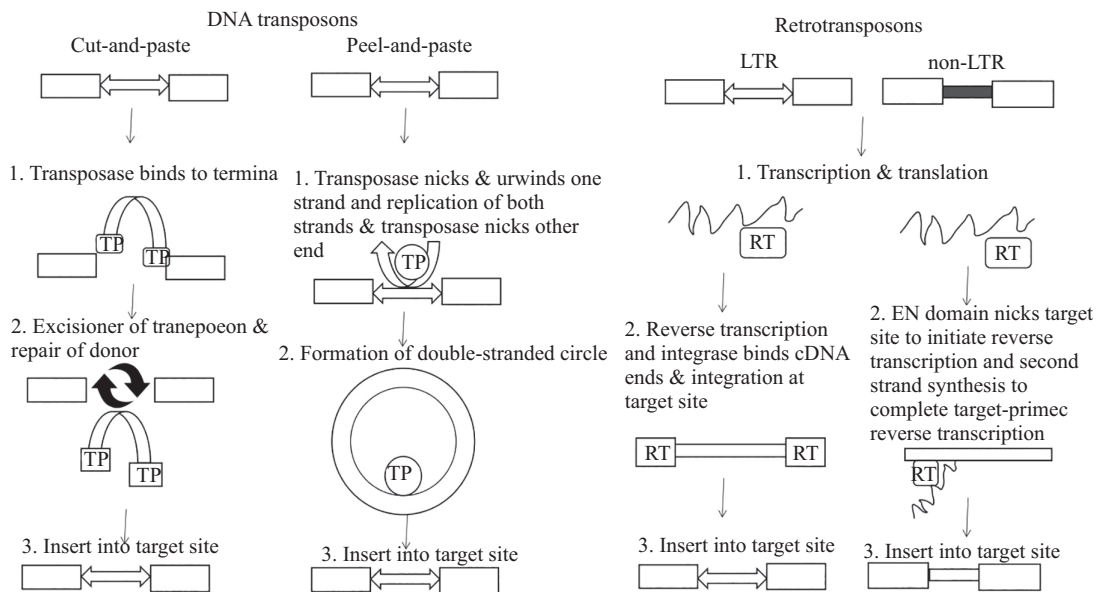 DNA transposons
Cut-and-paste
Peel-and-paste
Retrotransposons
LTR
non-LTR
1. Transposase binds to termina
TP
TP
2. Excisioner of tranepoeon &
repair of donor
TP
TP
3. Insert into target site
1. Transposase nicks & urwinds one
strand and replication of both
strands & transposase nicks other
end
TP
2. Formation of double-stranded circle
TP
3. Insert into target site
1. Transcription & translation
RT
RT
2. Reverse transcription
and integrase binds cDNA
ends & integration at
target site
RT
RT
3. Insert into target site
2. EN domain nicks target
site to initiate reverse
transcription and second
strand synthesis to
complete target-primec
reverse transcription
RT
3. Insert into target site